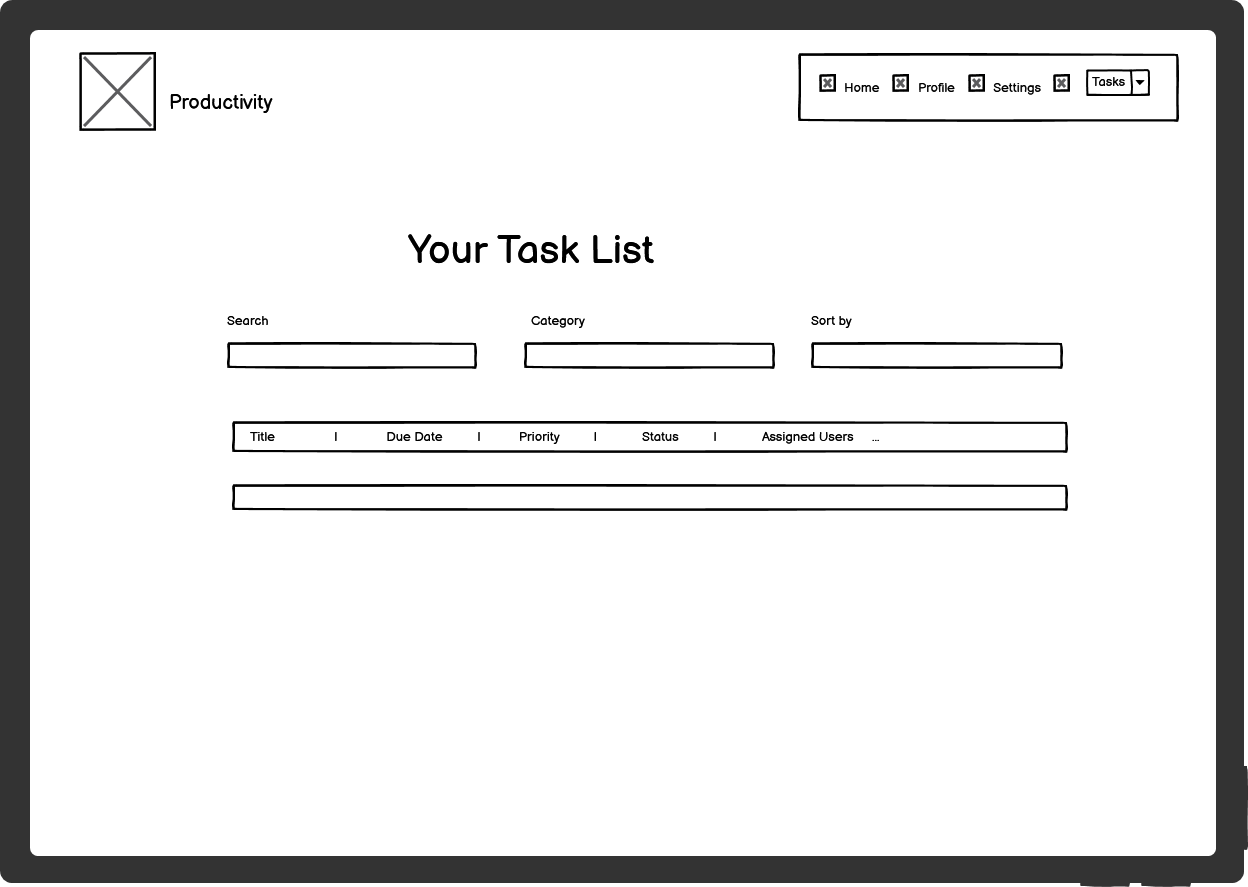 Productivity
Home Profile Settings Tasks
Your Task List
Search Category Sort by
Title | Due Date | Priority | Status | Assigned Users ...